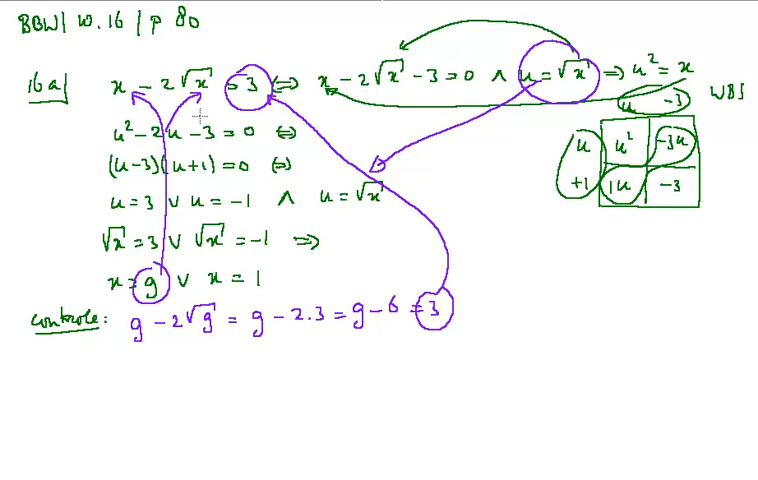 BBW | W.16 | p 80
16a| x - 2√x = 3 ⇔ x - 2√x - 3 = 0 ∧ u = √x ⇒ u² = x
WBS
u -3
u u² -3u
+1 1u -3
u² - 2u - 3 = 0 ⇔
(u-3)(u+1) = 0 ⇔
u = 3 ∨ u = -1 ∧ u = √x
√x = 3 ∨ √x = -1 ⇒
x = 9 ∨ x = 1
controle: 9 - 2√9 = 9 - 2.3 = 9 - 6 = 3